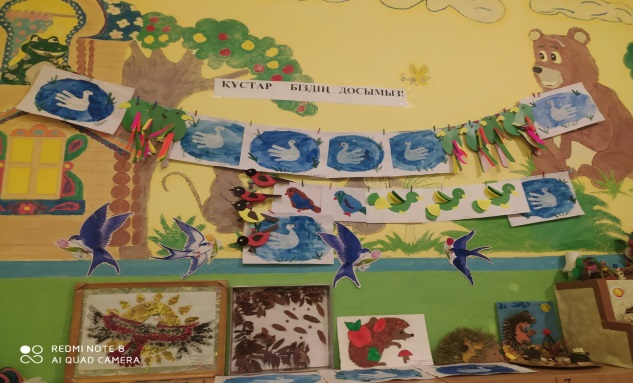 ҚҰСТАР БІЗДІҢ ДОСЫМЫЗ!
REDMI NOTE 8
AI QUAD CAMERA